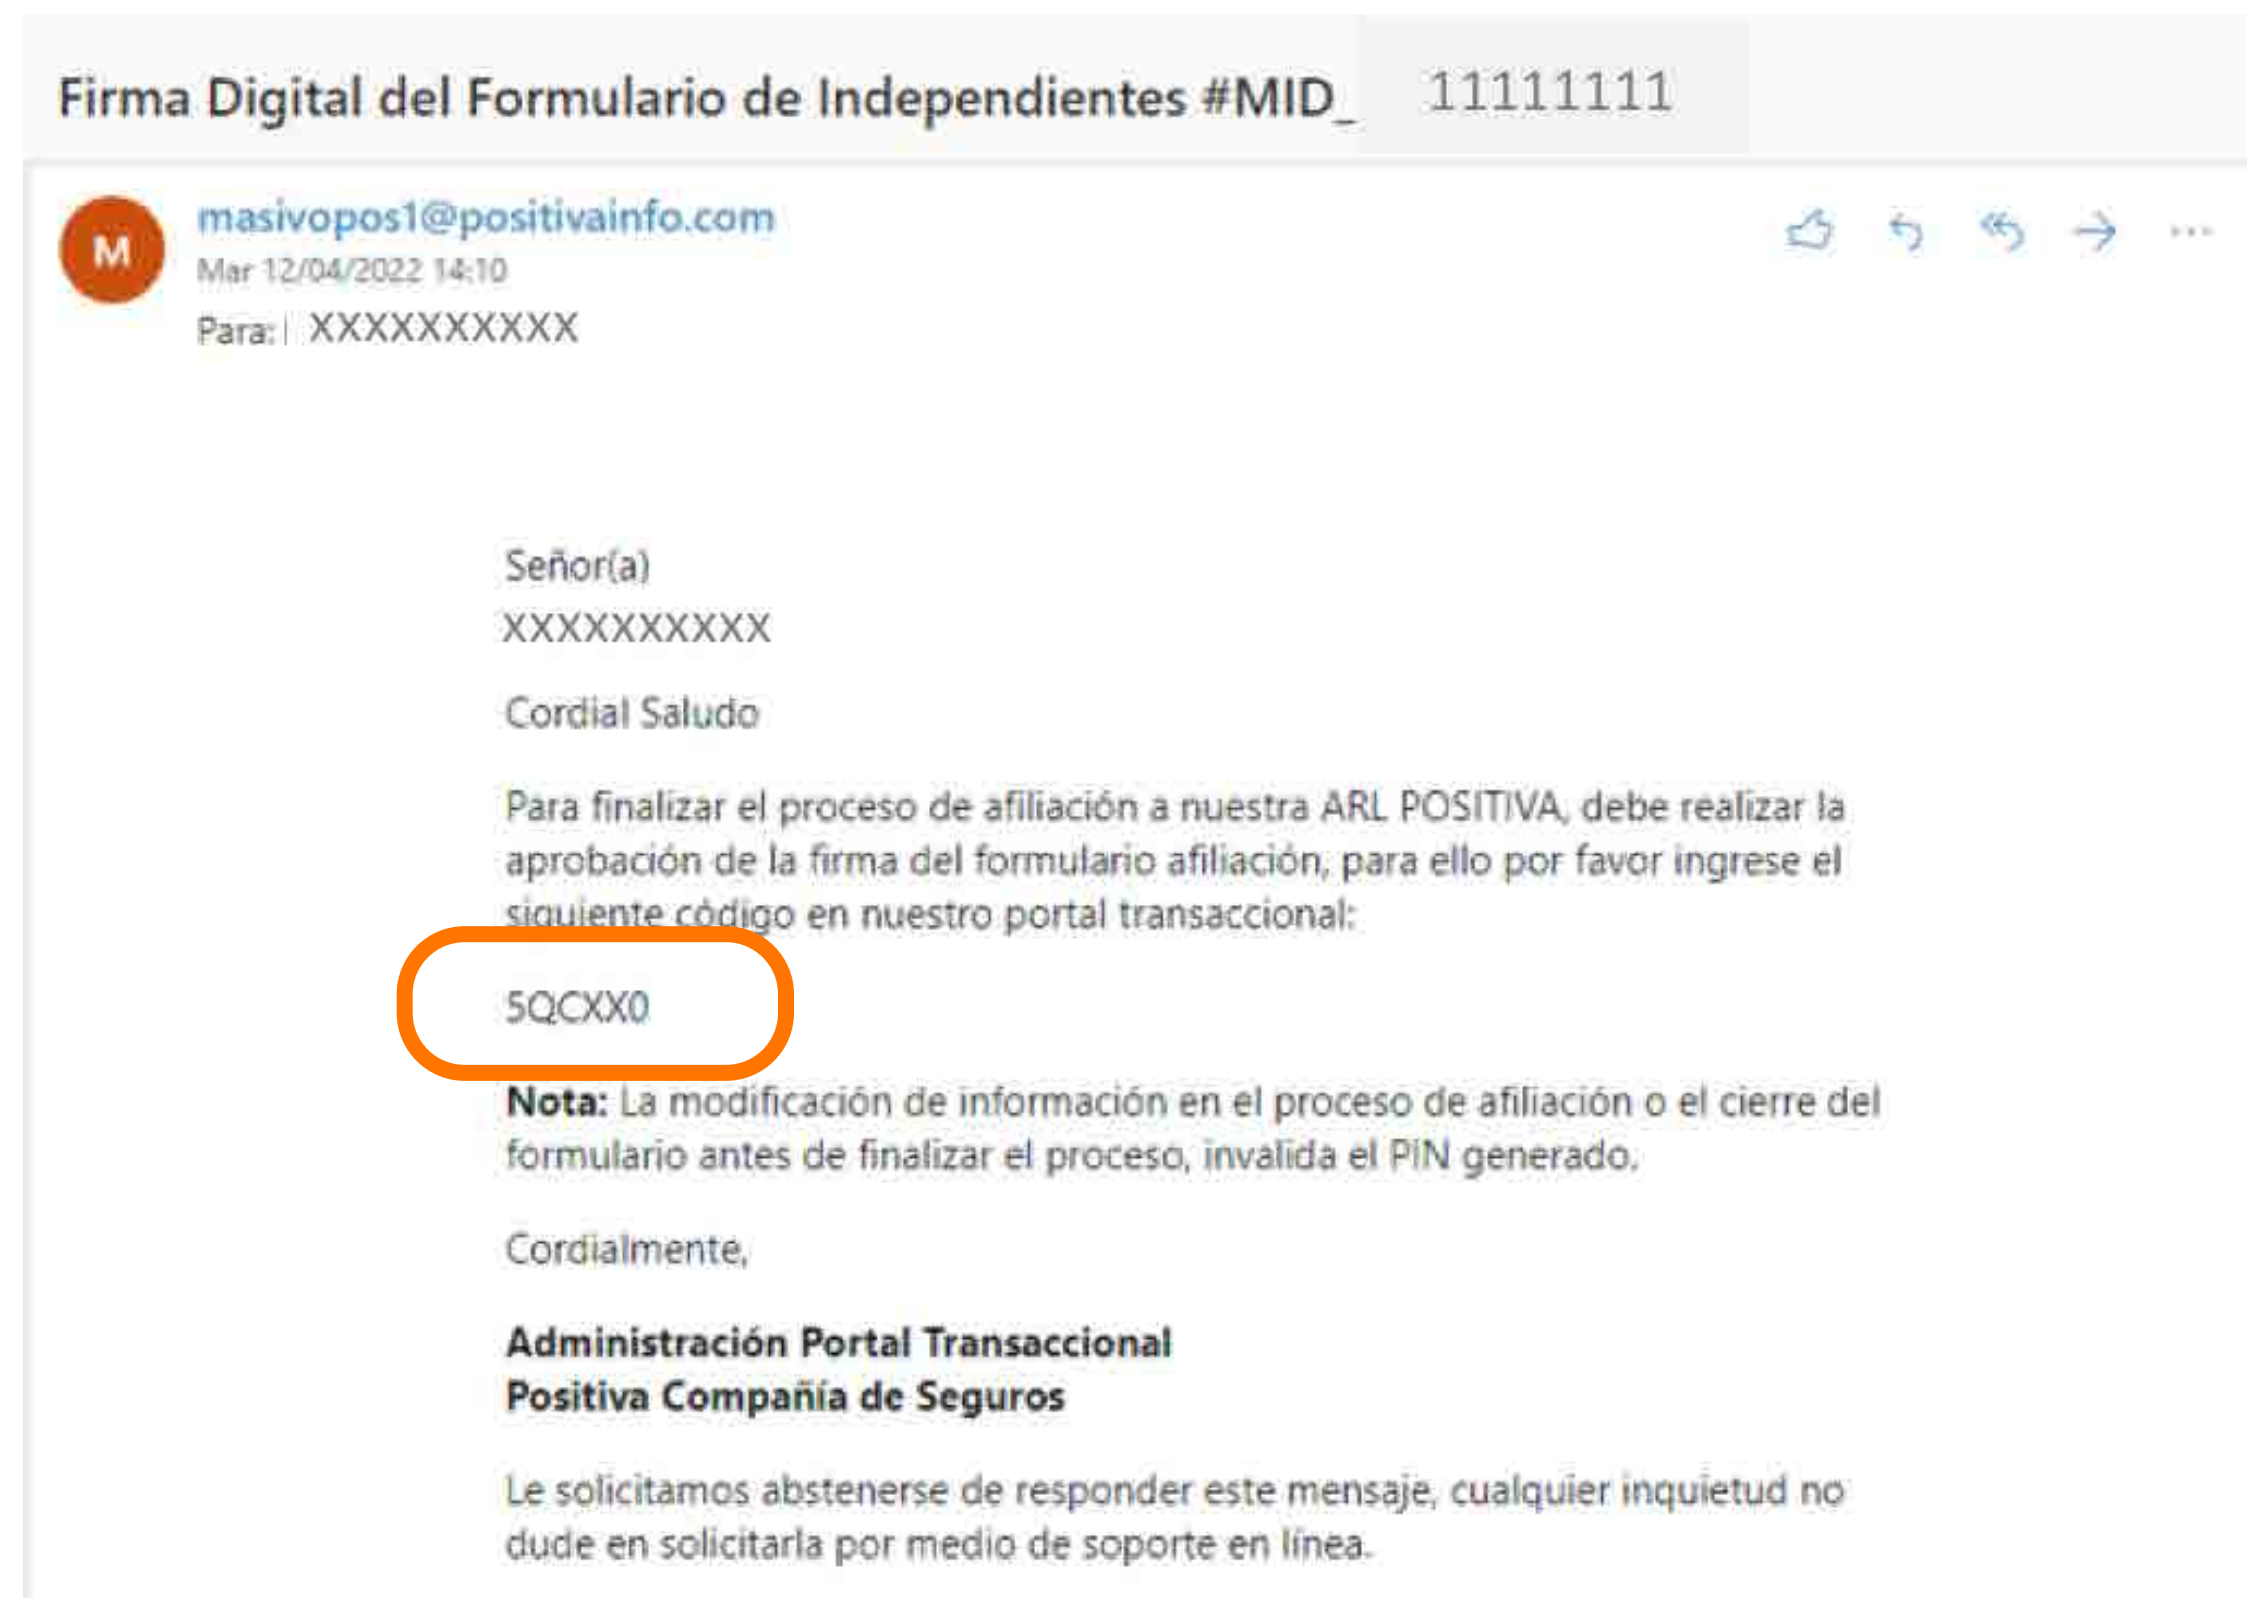 Firma Digital del Formulario de Independientes #MID_ 11111111
M
masivopos1@positivainfo.com
Mar 12/04/2022 14:10
Para: XXXXXXXXXX
Señor(a)
XXXXXXXXXX
Cordial Saludo
Para finalizar el proceso de afiliación a nuestra ARL POSITIVA, debe realizar la
aprobación de la firma del formulario afiliación, para ello por favor ingrese el
siguiente código en nuestro portal transaccional:
5QCXX0
Nota: La modificación de información en el proceso de afiliación o el cierre del
formulario antes de finalizar el proceso, invalida el PIN generado.
Cordialmente,
Administración Portal Transaccional
Positiva Compañía de Seguros
Le solicitamos abstenerse de responder este mensaje, cualquier inquietud no
dude en solicitarla por medio de soporte en línea.